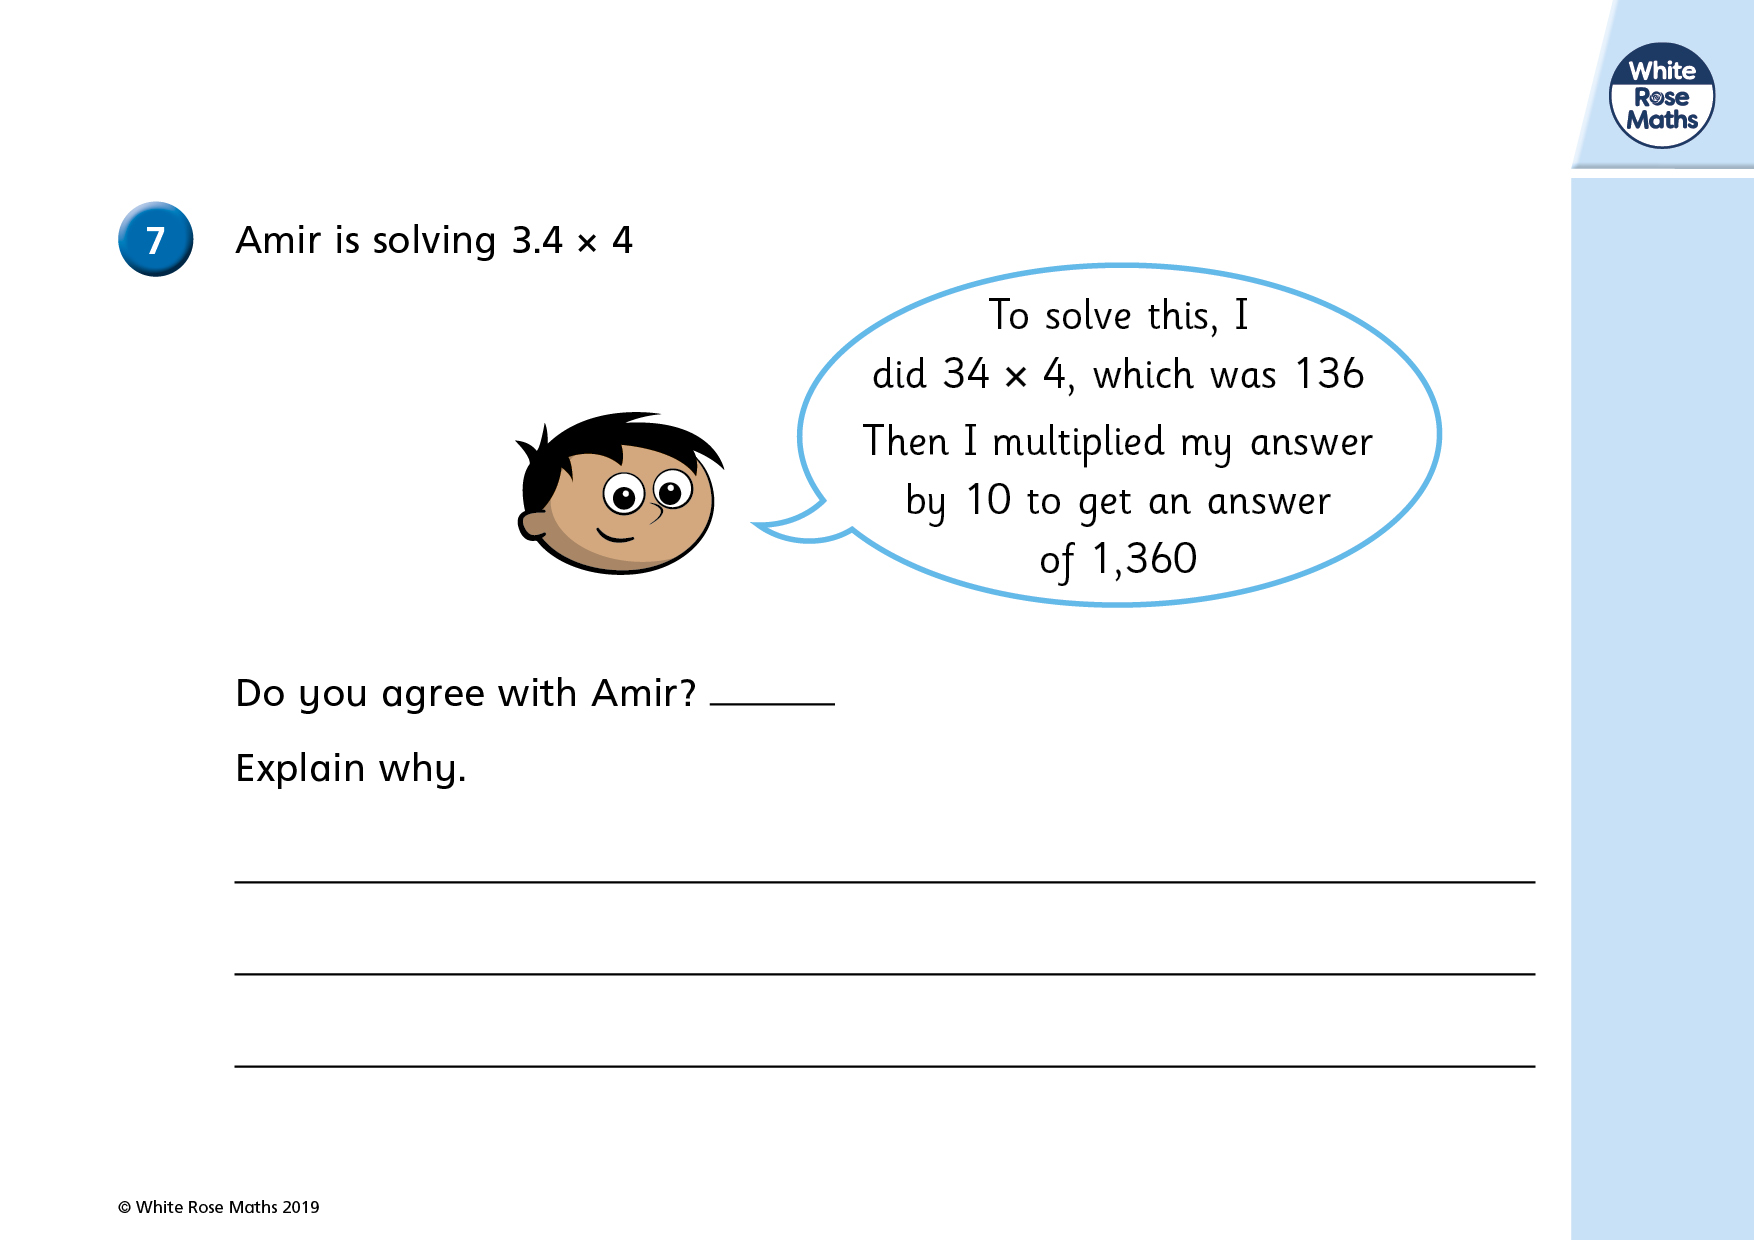 White
Rose
Maths
7
Amir is solving 3.4 × 4
To solve this, I
did 34 × 4, which was 136
Then I multiplied my answer
by 10 to get an answer
of 1,360
Do you agree with Amir? ______
Explain why.
© White Rose Maths 2019